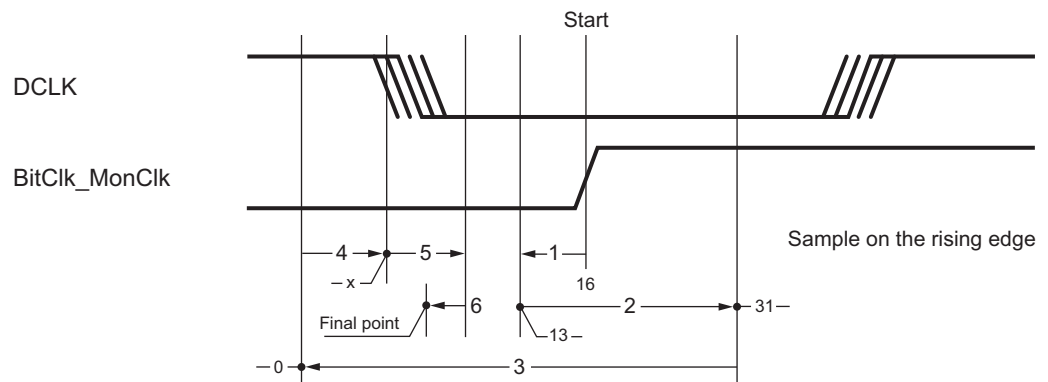 Start
DCLK
BitClk_MonClk
Sample on the rising edge
4 5 1
x 16
6 2 31
Final point 13
0 3